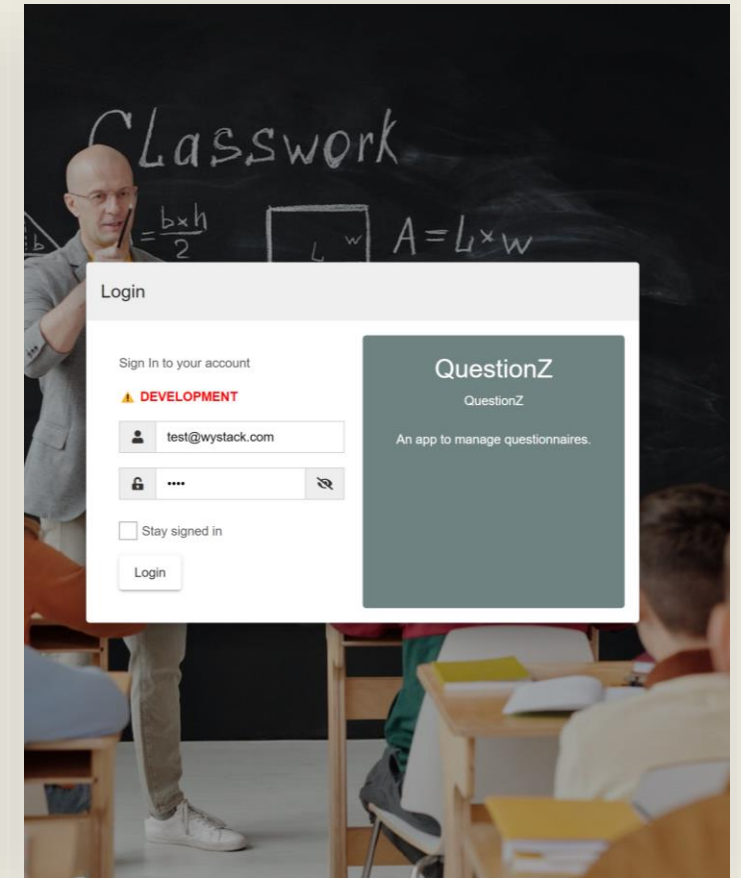 CLasswork
b
= bxh
2
L
w
A=L×w
Login
Sign In to your account
DEVELOPMENT
test@wystack.com
••••
Stay signed in
Login
QuestionZ
QuestionZ
An app to manage questionnaires.